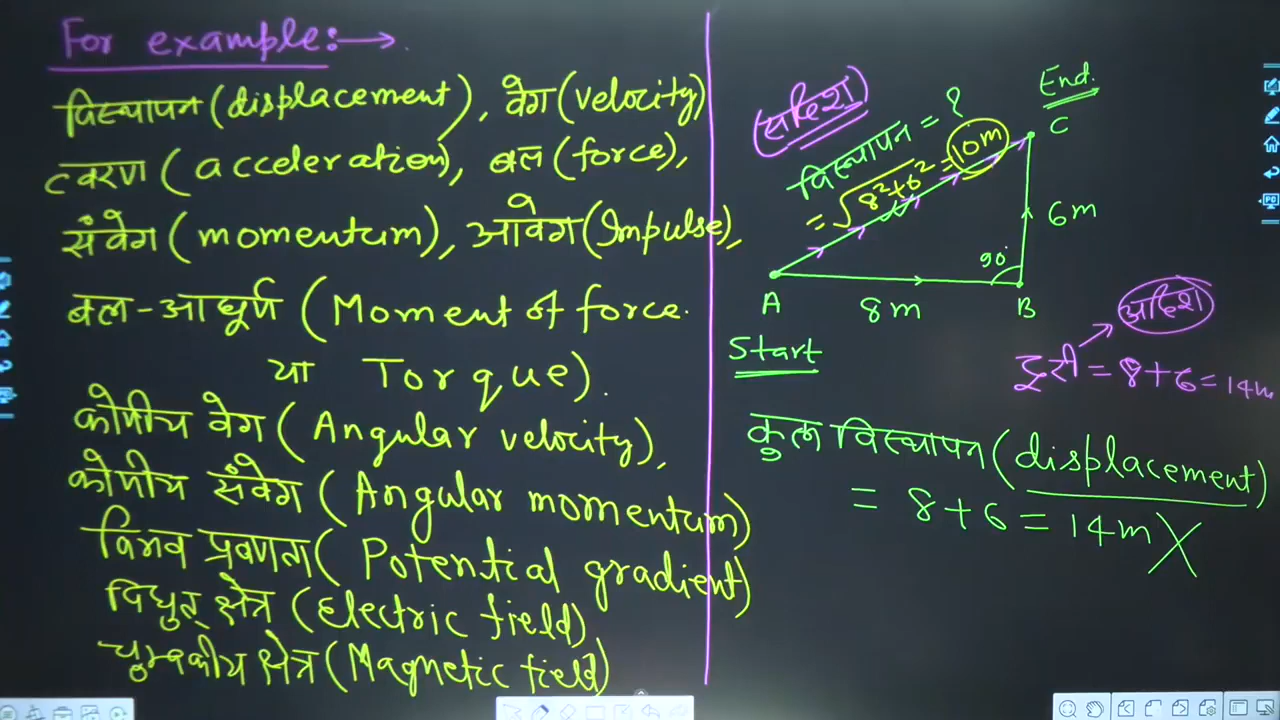 For example:→
विस्थापन (displacement), वेग (velocity)
त्वरण (acceleration), बल (force),
संवेग (momentum), आवेग (Impulse),
बल-आघूर्ण (Moment of force.
या Torque).
कोणीय वेग (Angular velocity),
कोणीय संवेग (Angular momentum)
विभव प्रवणता (Potential gradient)
विधुत् क्षेत्र (Electric field)
चुम्बकीय क्षेत्र (Magnetic field)
(सदिश)
End.
विस्थापन = ?
= √8²+6² = 10m
C
6m
90°
A
8m
B
Start
अदिश
दूरी = 8+6 = 14m
कुल विस्थापन (displacement)
= 8+6 = 14m X